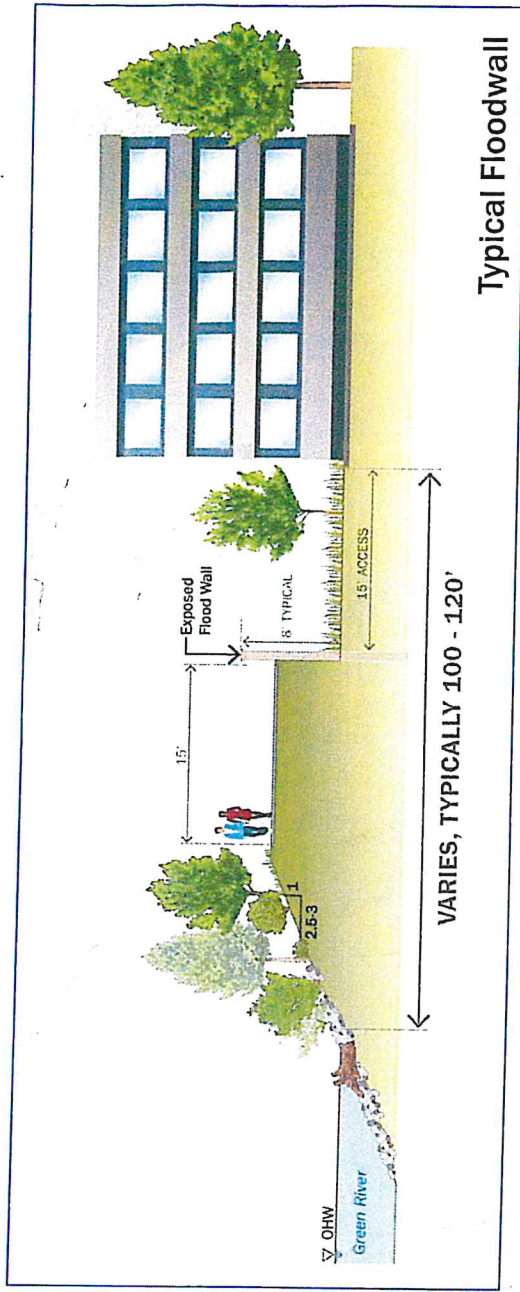 Typical Floodwall
Exposed
Flood Wall
15'
8' TYPICAL
15' ACCESS
1
2.5-3
VARIES, TYPICALLY 100 - 120'
OHW
Green River